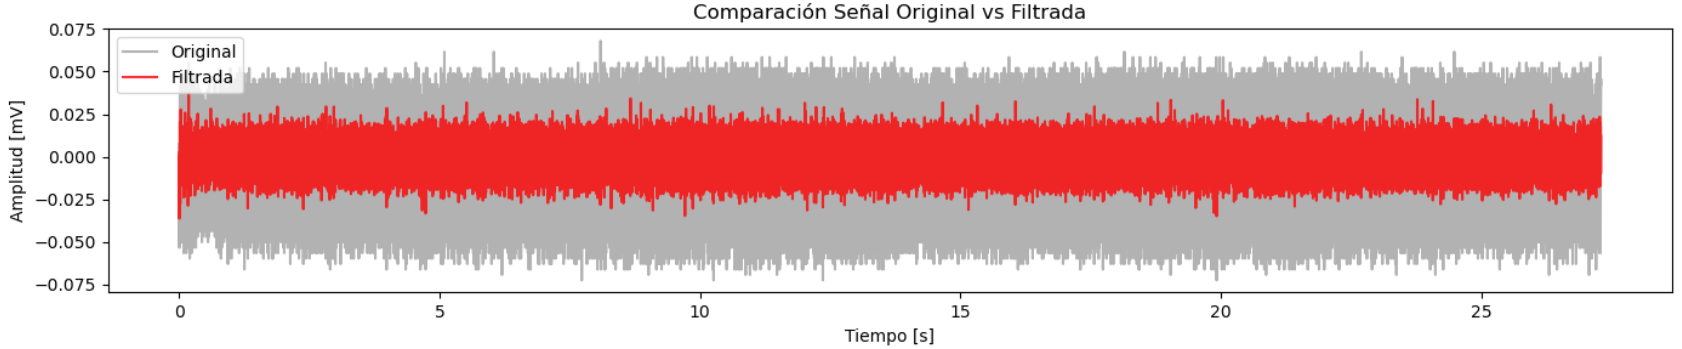 Comparación Señal Original vs Filtrada
Original
Filtrada
Amplitud [mV]
0.075
0.050
0.025
0.000
−0.025
−0.050
−0.075
0
5
10
15
20
25
Tiempo [s]